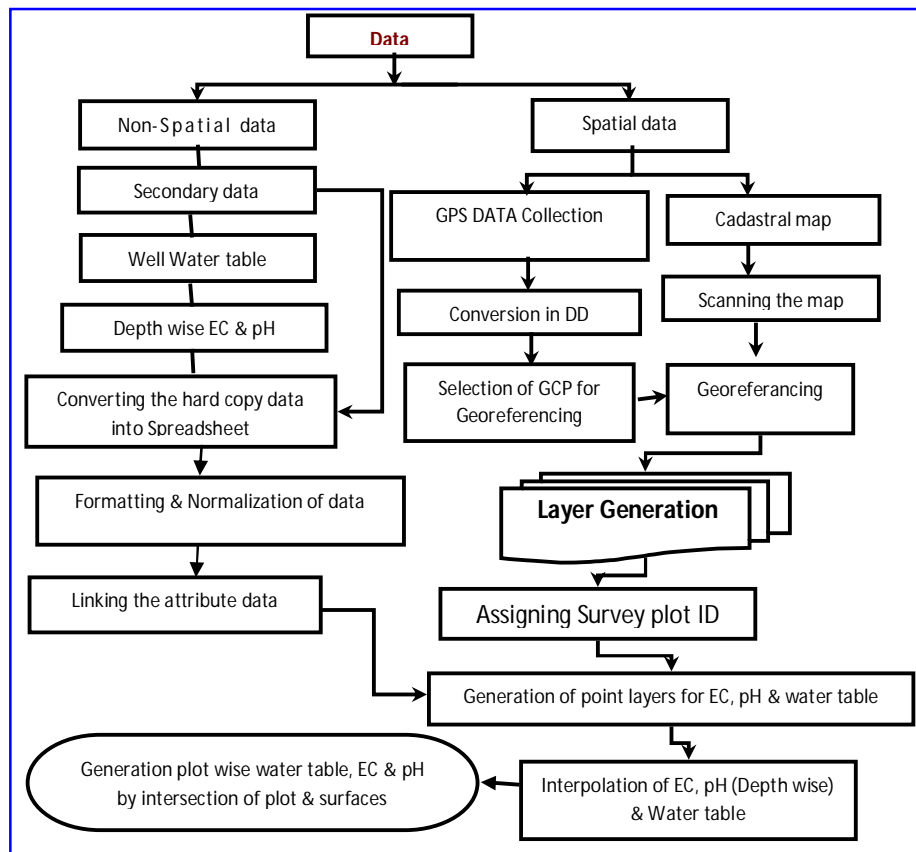 Data
Non-Spatial data
Spatial data
Secondary data
GPS DATA Collection
Cadastral map
Well Water table
Scanning the map
Conversion in DD
Depth wise EC & pH
Selection of GCP for
Georeferencing
Georeferancing
Converting the hard copy data
into Spreadsheet
Formatting & Normalization of data
Layer Generation
Linking the attribute data
Assigning Survey plot ID
Generation of point layers for EC, pH & water table
Generation plot wise water table, EC & pH
by intersection of plot & surfaces
Interpolation of EC, pH (Depth wise)
& Water table